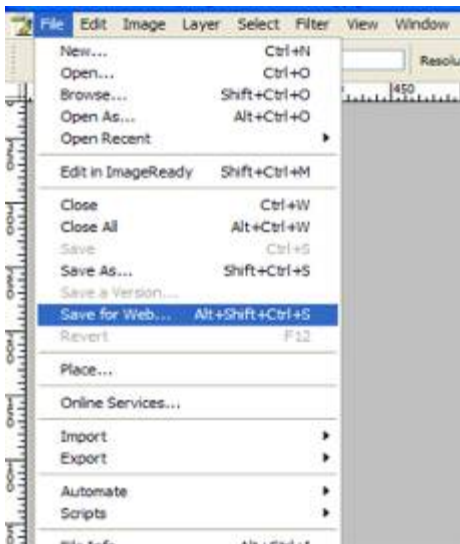 File Edit Image Layer Select Filter View Window
New... Ctrl+N
Resolu
Open... Ctrl+O
Browse... Shift+Ctrl+O
450
Open As... Alt+Ctrl+O
Open Recent
Edit in ImageReady Shift+Ctrl+M
Close Ctrl+W
Close All Alt+Ctrl+W
Save Ctrl+S
Save As... Shift+Ctrl+S
Save a Version...
Save for Web... Alt+Shift+Ctrl+S
Revert F12
Place...
Online Services...
Import
Export
Automate
Scripts